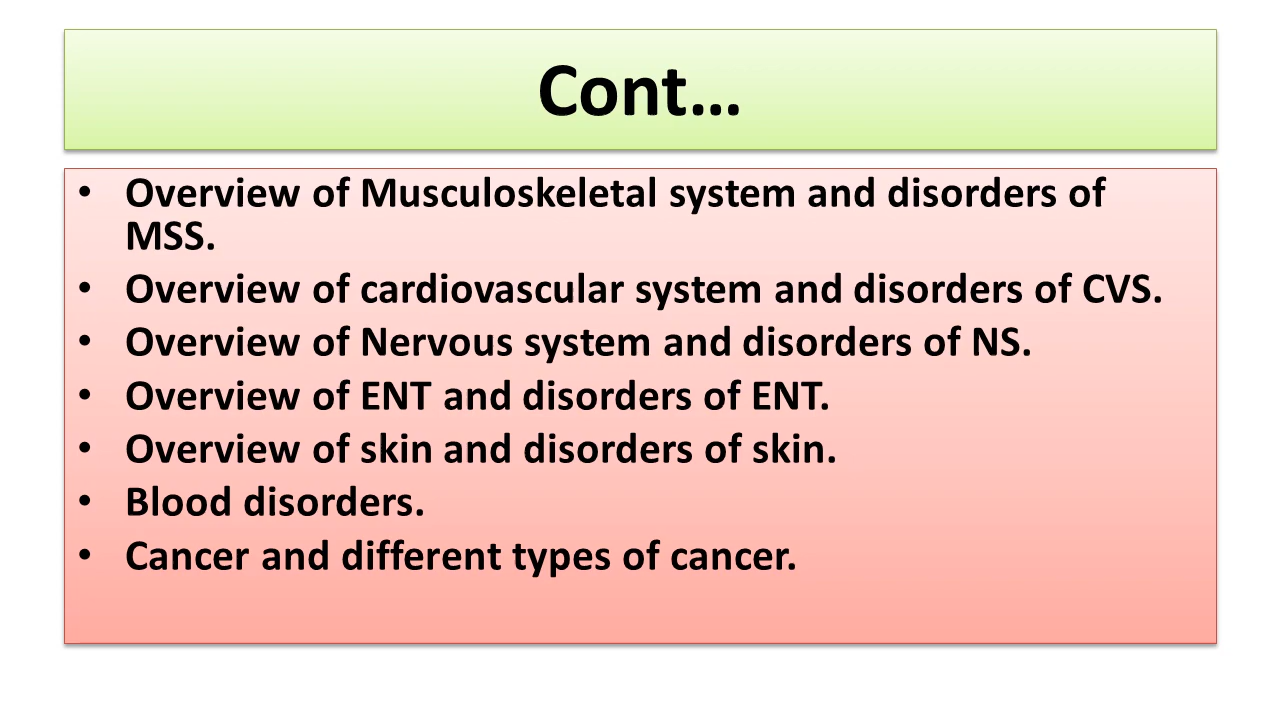 Cont...
• Overview of Musculoskeletal system and disorders of
MSS.
• Overview of cardiovascular system and disorders of CVS.
• Overview of Nervous system and disorders of NS.
• Overview of ENT and disorders of ENT.
• Overview of skin and disorders of skin.
• Blood disorders.
• Cancer and different types of cancer.